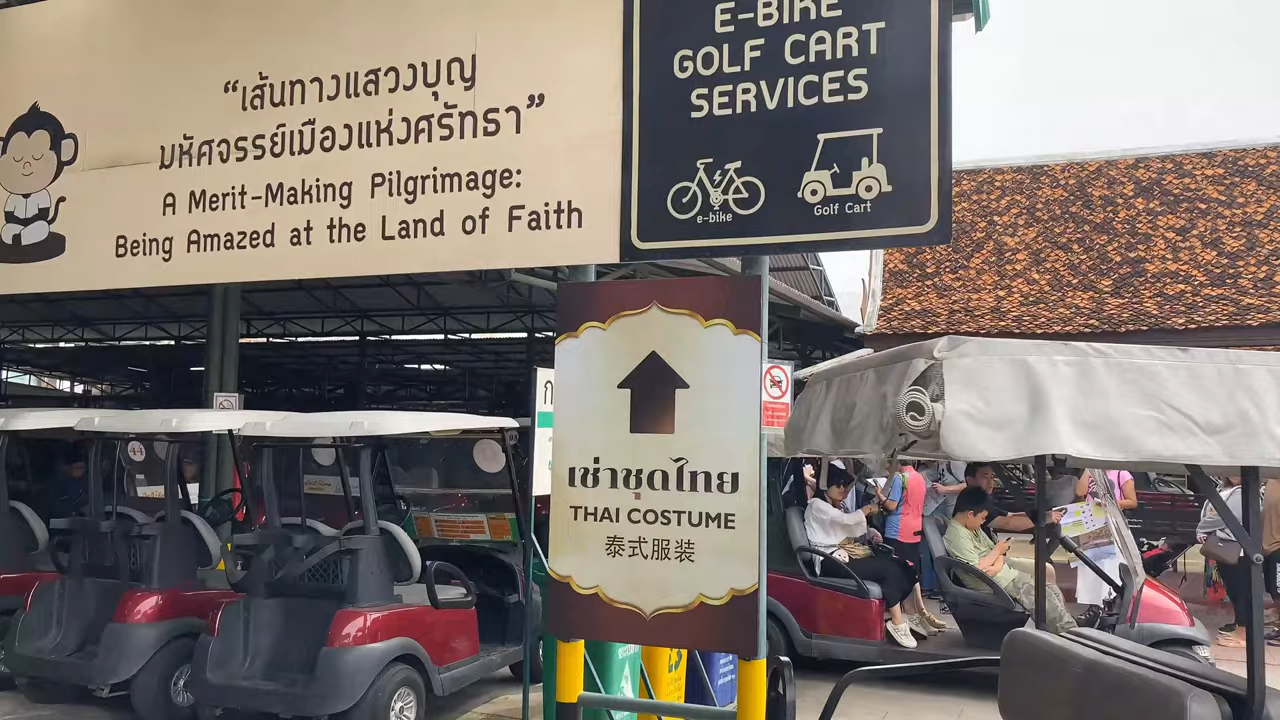 “เส้นทางแสวงบุญ
มหัศจรรย์เมืองแห่งศรัทธา”
A Merit-Making Pilgrimage:
Being Amazed at the Land of Faith
E-BIKE
GOLF CART
SERVICES
e-bike
Golf Cart
เช่าชุดไทย
THAI COSTUME
泰式服装
44